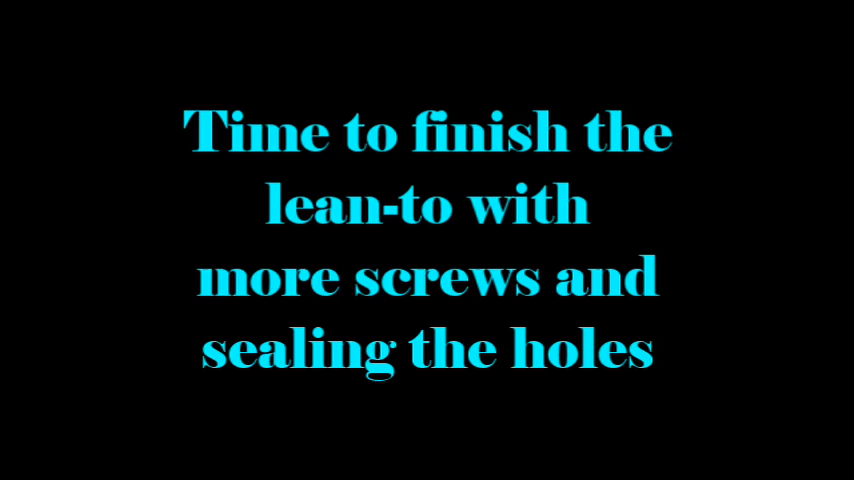 Time to finish the
lean-to with
more screws and
sealing the holes